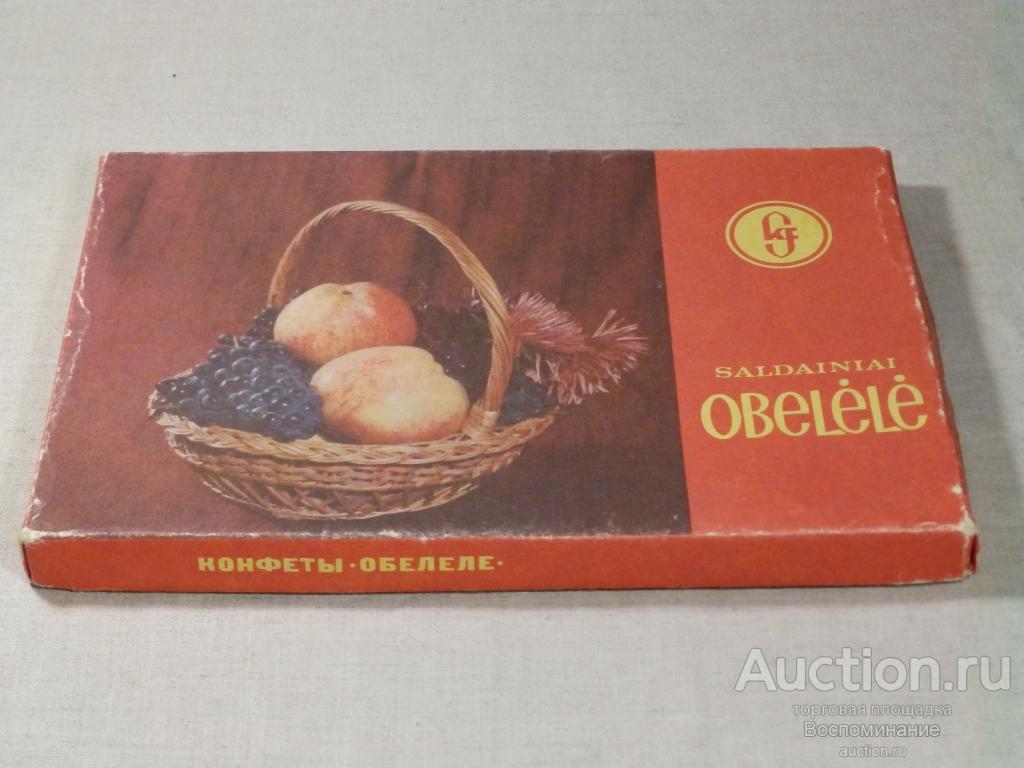 SALDAINIAI
OBELĖLĖ
КОНФЕТЫ·ОБЕЛЕЛЕ·
Auction.ru
торговая площадка
Воспоминание
auction.ru